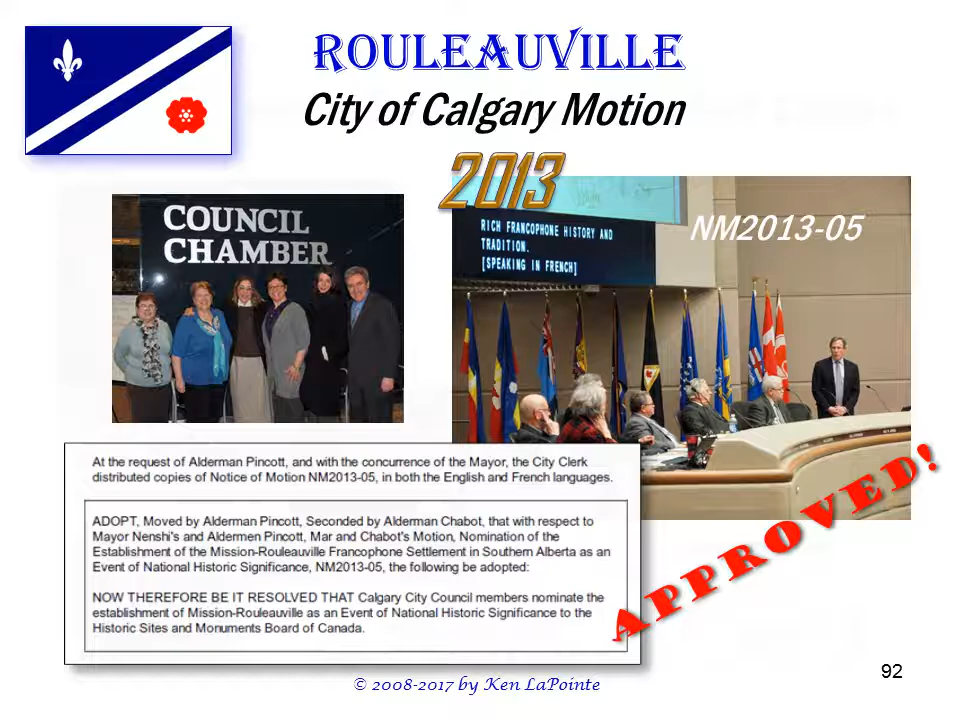 ROULEAUVILLE
City of Calgary Motion
2013
COUNCIL
CHAMBER
RICH FRANCOPHONE HISTORY AND
TRADITION.
[SPEAKING IN FRENCH]
NM2013-05
At the request of Alderman Pincott, and with the concurrence of the Mayor, the City Clerk
distributed copies of Notice of Motion NM2013-05, in both the English and French languages.
ADOPT, Moved by Alderman Pincott, Seconded by Alderman Chabot, that with respect to
Mayor Nenshi's and Aldermen Pincott, Mar and Chabot's Motion, Nomination of the
Establishment of the Mission-Rouleauville Francophone Settlement in Southern Alberta as an
Event of National Historic Significance, NM2013-05, the following be adopted:
NOW THEREFORE BE IT RESOLVED THAT Calgary City Council members nominate the
establishment of Mission-Rouleauville as an Event of National Historic Significance to the
Historic Sites and Monuments Board of Canada.
APPROVED!
© 2008-2017 by Ken LaPointe
92